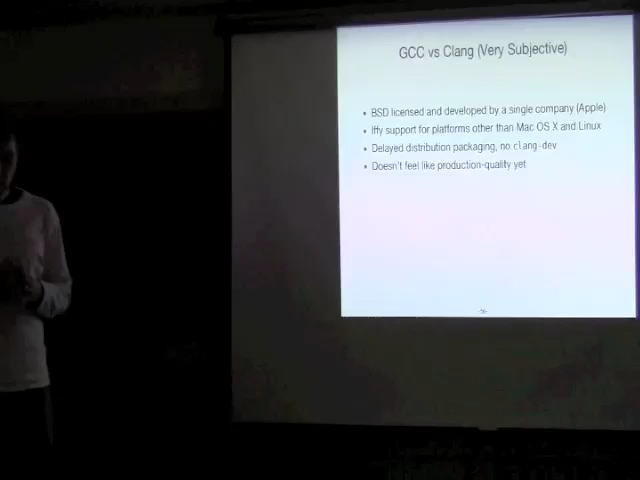 GCC vs Clang (Very Subjective)
• BSD licensed and developed by a single company (Apple)
• Iffy support for platforms other than Mac OS X and Linux
• Delayed distribution packaging, no clang-dev
• Doesn't feel like production-quality yet